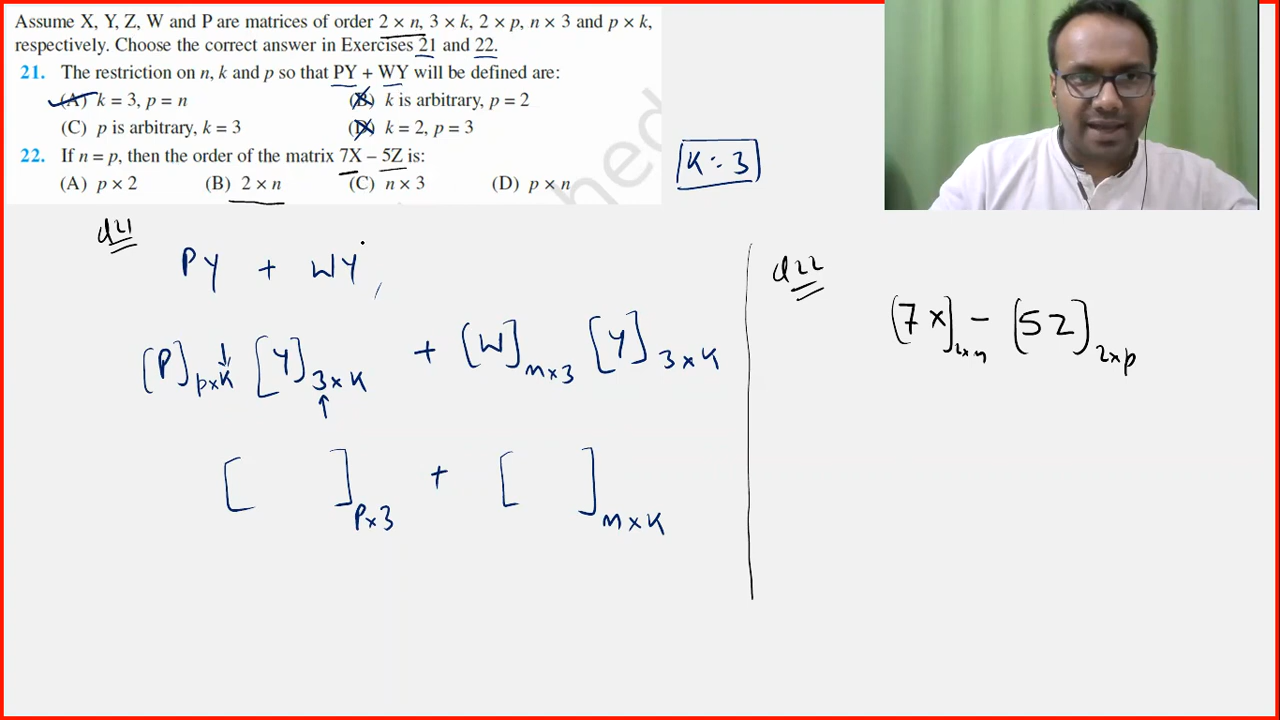 Assume X, Y, Z, W and P are matrices of order 2 × n, 3 × k, 2 × p, n × 3 and p × k,
respectively. Choose the correct answer in Exercises 21 and 22.
21. The restriction on n, k and p so that PY + WY will be defined are:
(A) k = 3, p = n (B) k is arbitrary, p = 2
(C) p is arbitrary, k = 3 (D) k = 2, p = 3
22. If n = p, then the order of the matrix 7X – 5Z is:
(A) p × 2 (B) 2 × n (C) n × 3 (D) p × n
K = 3
Q21
PY + WY,
[P]p×K [Y]3×K + [W]n×3 [Y]3×K
[ ]P×3 + [ ]n×K
Q22
[7X]2×n - [5Z]2×p